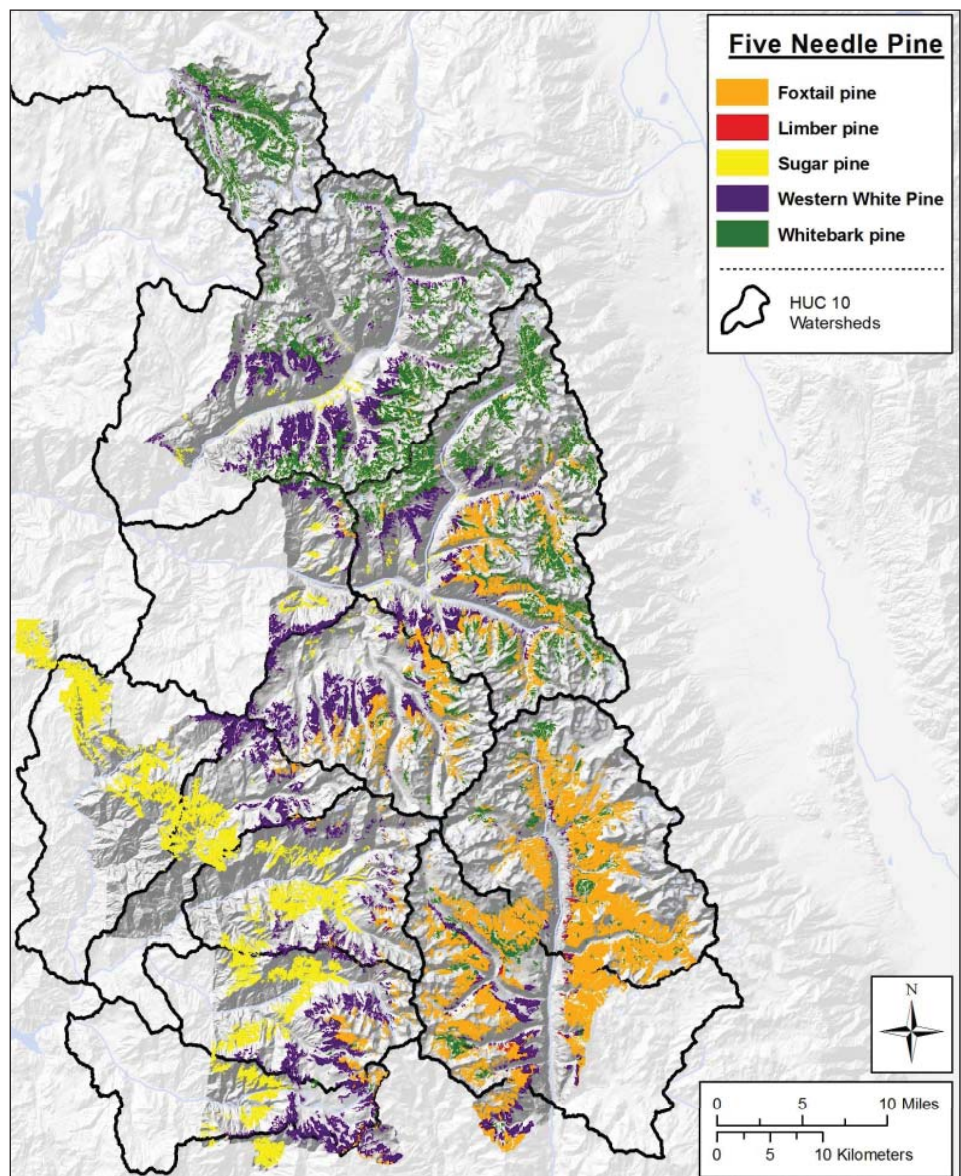 Five Needle Pine
Foxtail pine
Limber pine
Sugar pine
Western White Pine
Whitebark pine
HUC 10
Watersheds
N
0 5 10 Miles
0 5 10 Kilometers